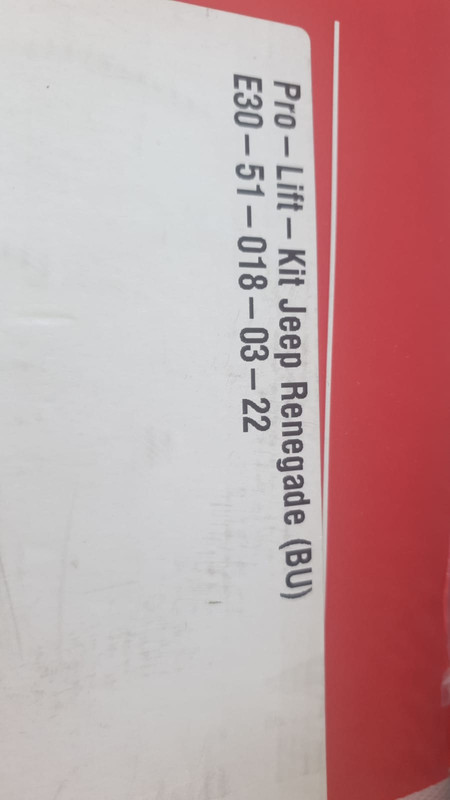 Pro – Lift – Kit Jeep Renegade (BU)
E30 – 51 – 018 – 03 – 22